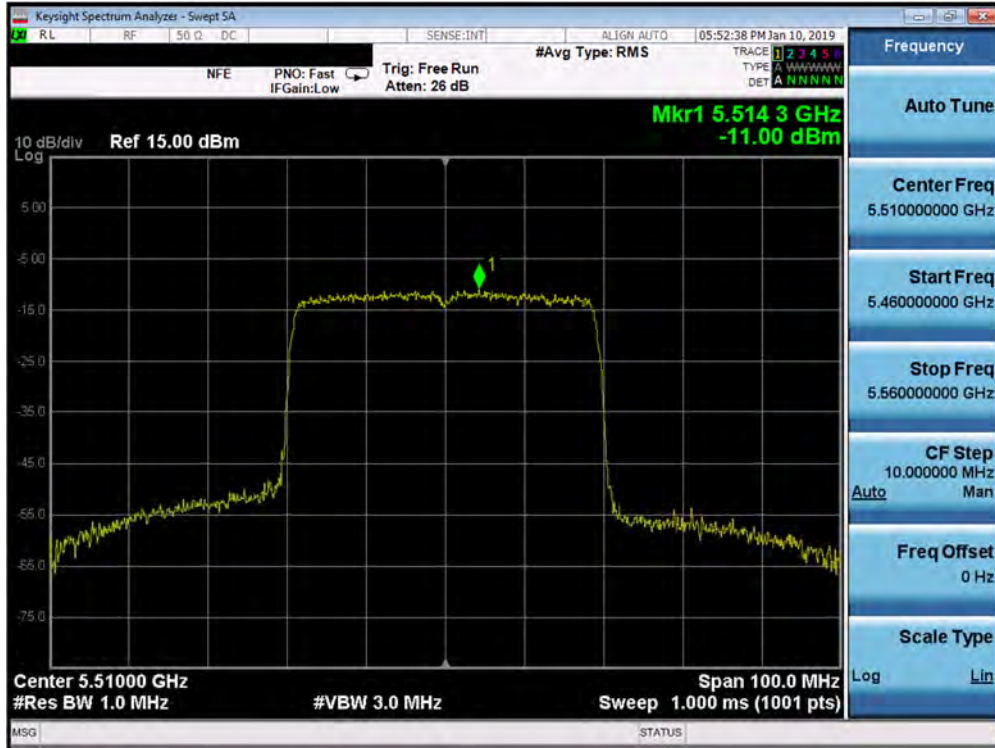 Keysight Spectrum Analyzer - Swept SA
LXI RL RF 50 Ω DC SENSE:INT ALIGN AUTO 05:52:38 PM Jan 10, 2019
#Avg Type: RMS TRACE 1 2 3 4 5 6
NFE PNO: Fast Trig: Free Run TYPE A WWWWW
IFGain:Low Atten: 26 dB DET A N N N N N
Mkr1 5.514 3 GHz
-11.00 dBm
10 dB/div Ref 15.00 dBm
Log
5.00
-5.00
1
-15.0
-25.0
-35.0
-45.0
-55.0
-65.0
-75.0
Center 5.51000 GHz Span 100.0 MHz
#Res BW 1.0 MHz #VBW 3.0 MHz Sweep 1.000 ms (1001 pts)
MSG STATUS
Frequency
Auto Tune
Center Freq
5.510000000 GHz
Start Freq
5.460000000 GHz
Stop Freq
5.560000000 GHz
CF Step
10.000000 MHz
Auto Man
Freq Offset
0 Hz
Scale Type
Log Lin